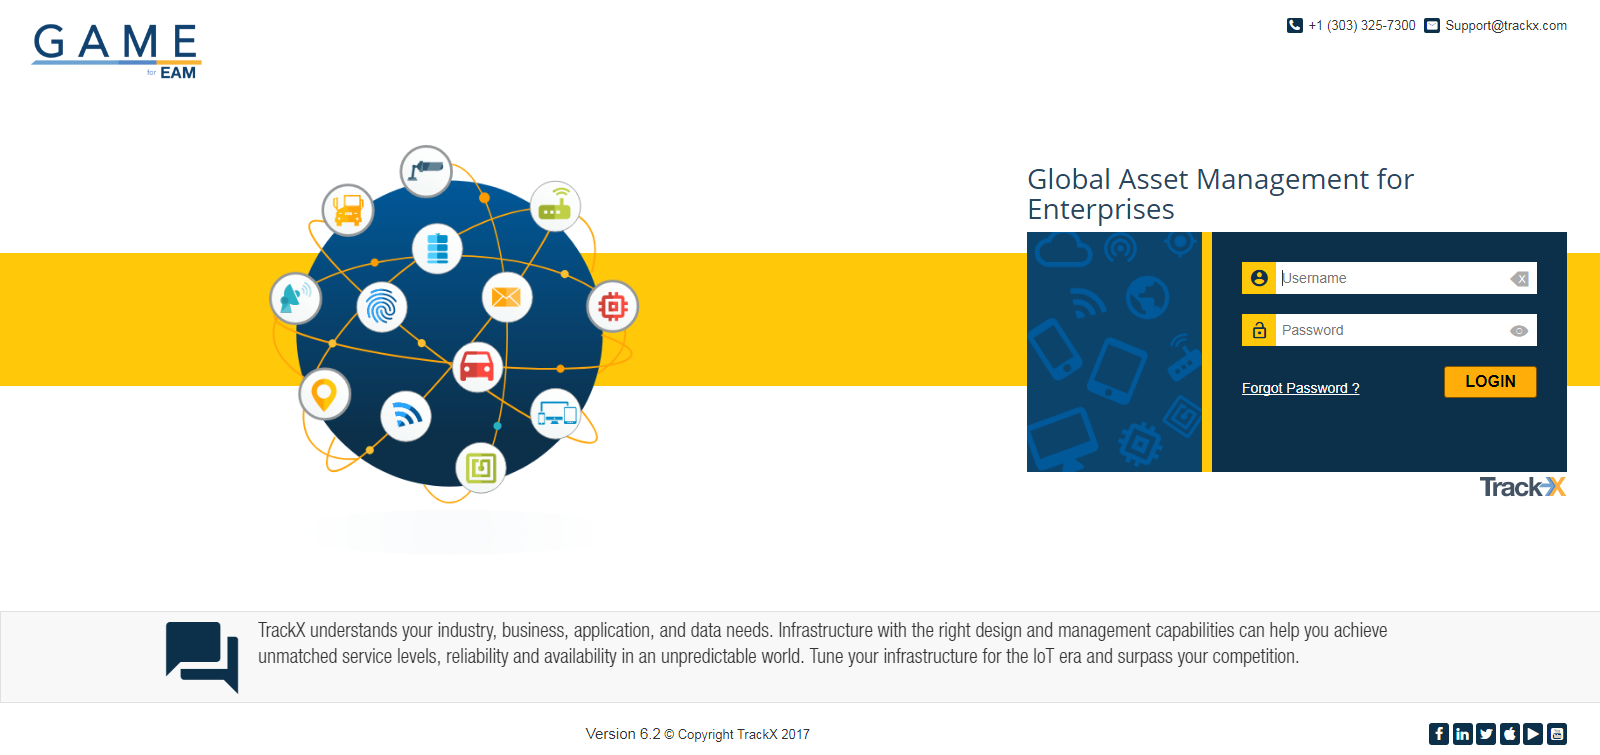 GAME
for EAM
+1 (303) 325-7300 Support@trackx.com
Global Asset Management for
Enterprises
Username
Password
Forgot Password ?
LOGIN
TrackX
TrackX understands your industry, business, application, and data needs. Infrastructure with the right design and management capabilities can help you achieve
unmatched service levels, reliability and availability in an unpredictable world. Tune your infrastructure for the IoT era and surpass your competition.
Version 6.2 © Copyright TrackX 2017